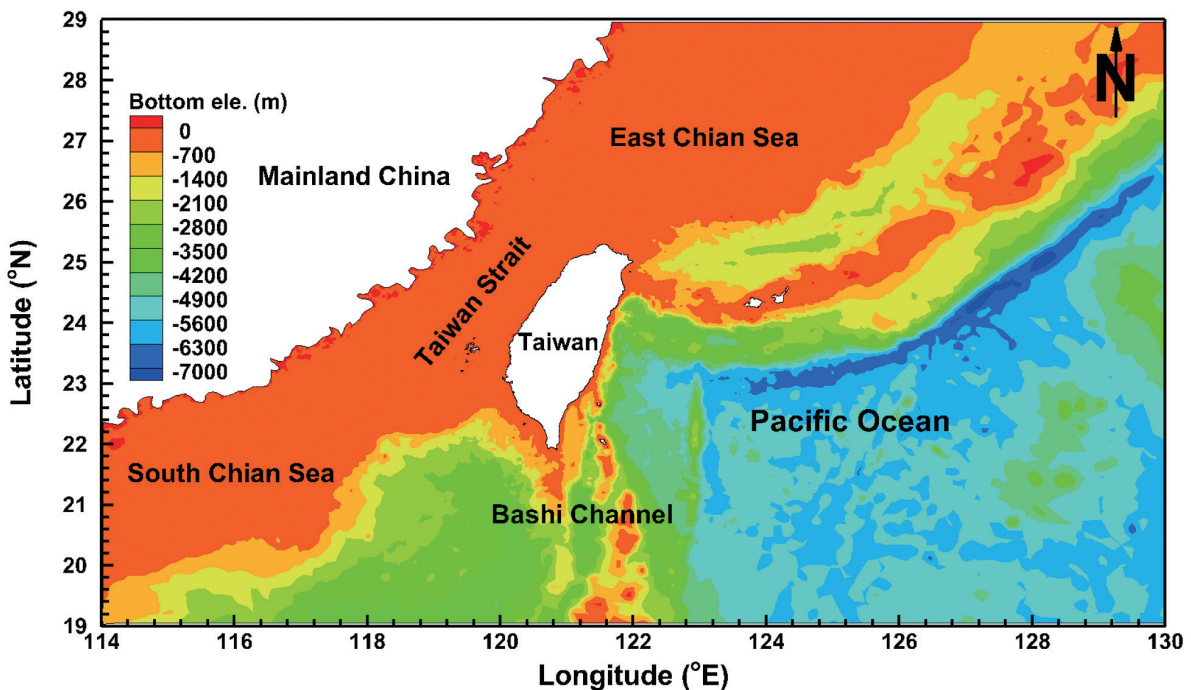 29
28
27
26
25
24
23
22
21
20
19
Latitude (°N)
Bottom ele. (m)
0
-700
-1400
-2100
-2800
-3500
-4200
-4900
-5600
-6300
-7000
N
East Chian Sea
Mainland China
Taiwan Strait
Taiwan
Pacific Ocean
South Chian Sea
Bashi Channel
114
116
118
120
122
124
126
128
130
Longitude (°E)